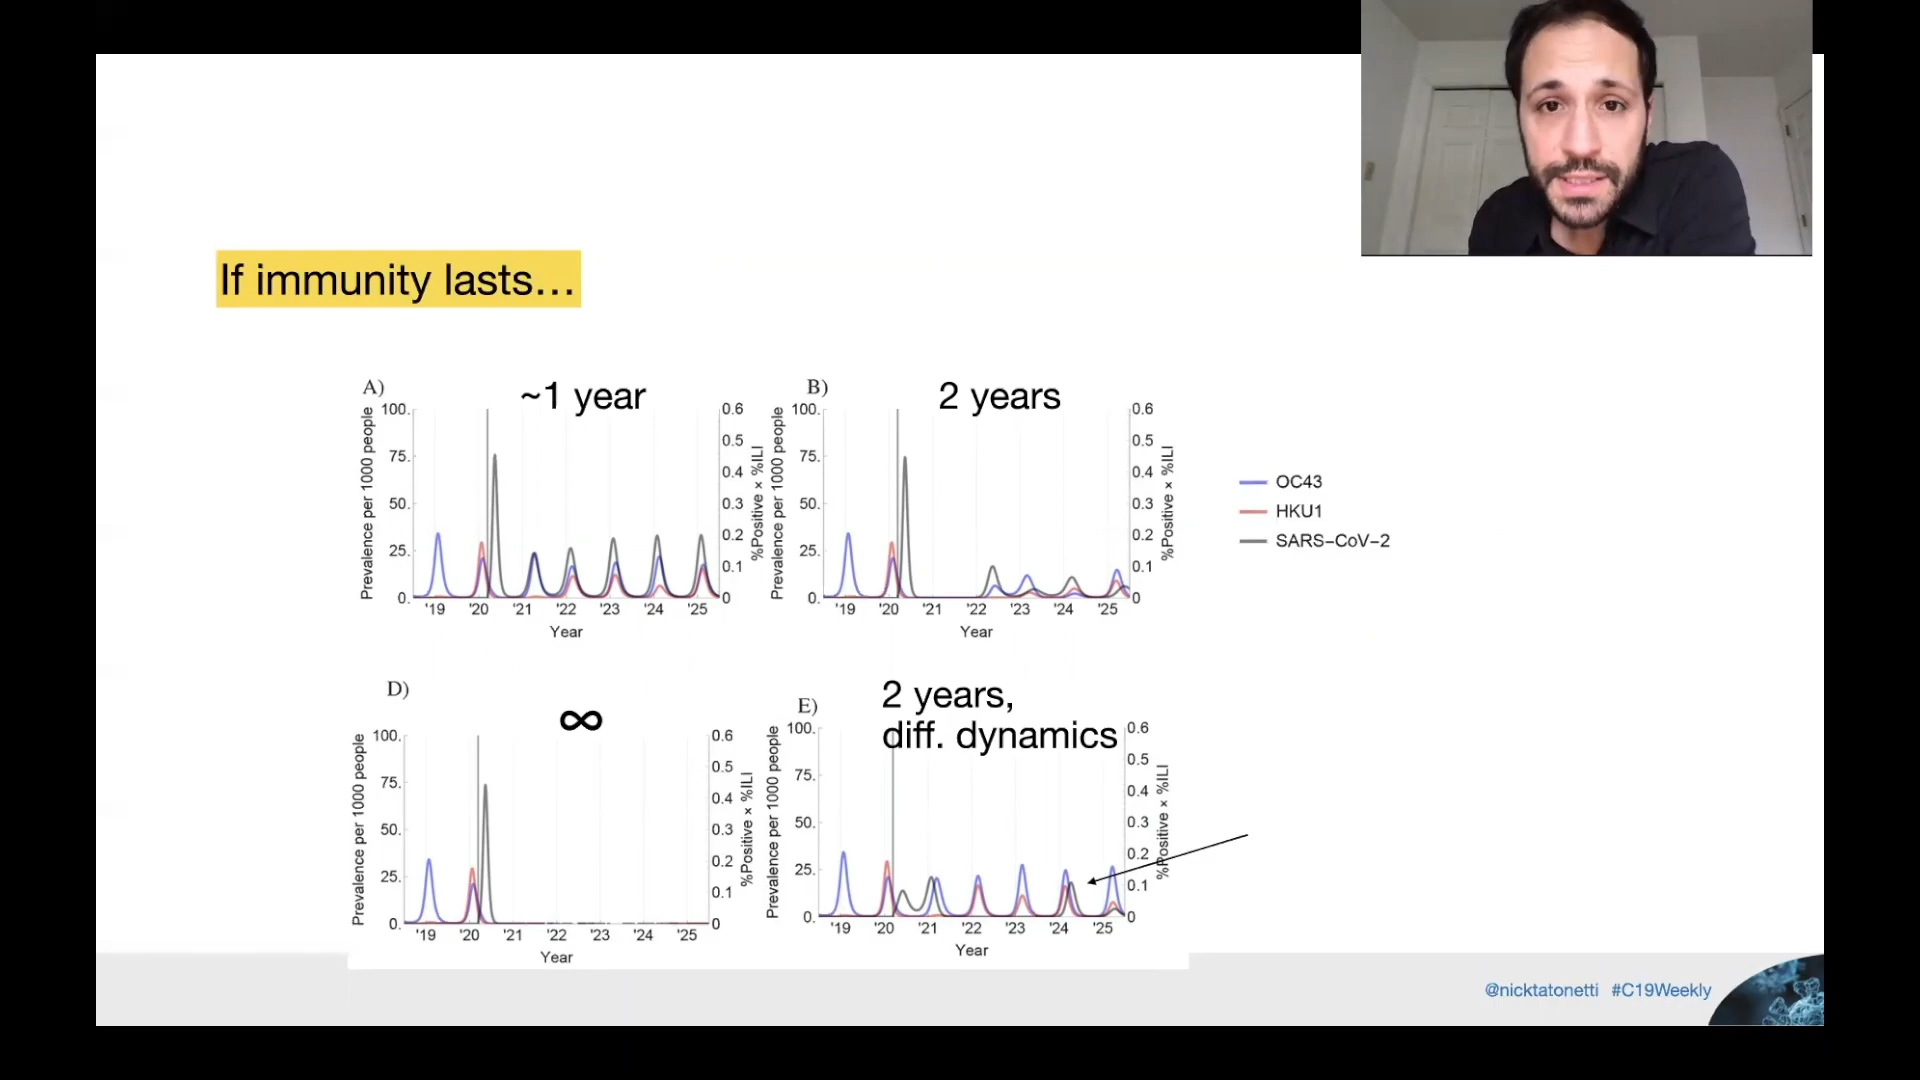 If immunity lasts…
A) ~1 year
Prevalence per 1000 people
100.
75.
50.
25.
0.
0.6
0.5
0.4
0.3
0.2
0.1
0
%Positive × %ILI
'19 '20 '21 '22 '23 '24 '25
Year
B) 2 years
Prevalence per 1000 people
100.
75.
50.
25.
0.
0.6
0.5
0.4
0.3
0.2
0.1
0
%Positive × %ILI
'19 '20 '21 '22 '23 '24 '25
Year
OC43
HKU1
SARS-CoV-2
D) ∞
Prevalence per 1000 people
100.
75.
50.
25.
0.
0.6
0.5
0.4
0.3
0.2
0.1
0
%Positive × %ILI
'19 '20 '21 '22 '23 '24 '25
Year
E) 2 years,
diff. dynamics
Prevalence per 1000 people
100.
75.
50.
25.
0.
0.6
0.5
0.4
0.3
0.2
0.1
0
%Positive × %ILI
'19 '20 '21 '22 '23 '24 '25
Year
@nicktatonetti #C19Weekly